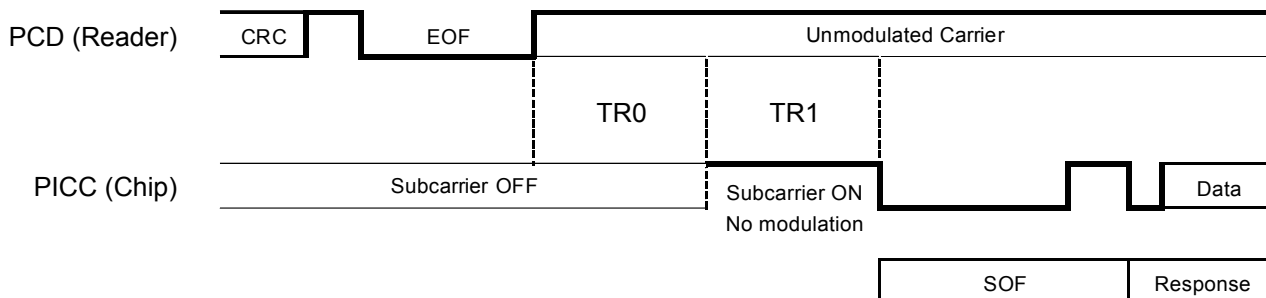 PCD (Reader)
CRC
EOF
Unmodulated Carrier
TR0
TR1
PICC (Chip)
Subcarrier OFF
Subcarrier ON
No modulation
Data
SOF
Response